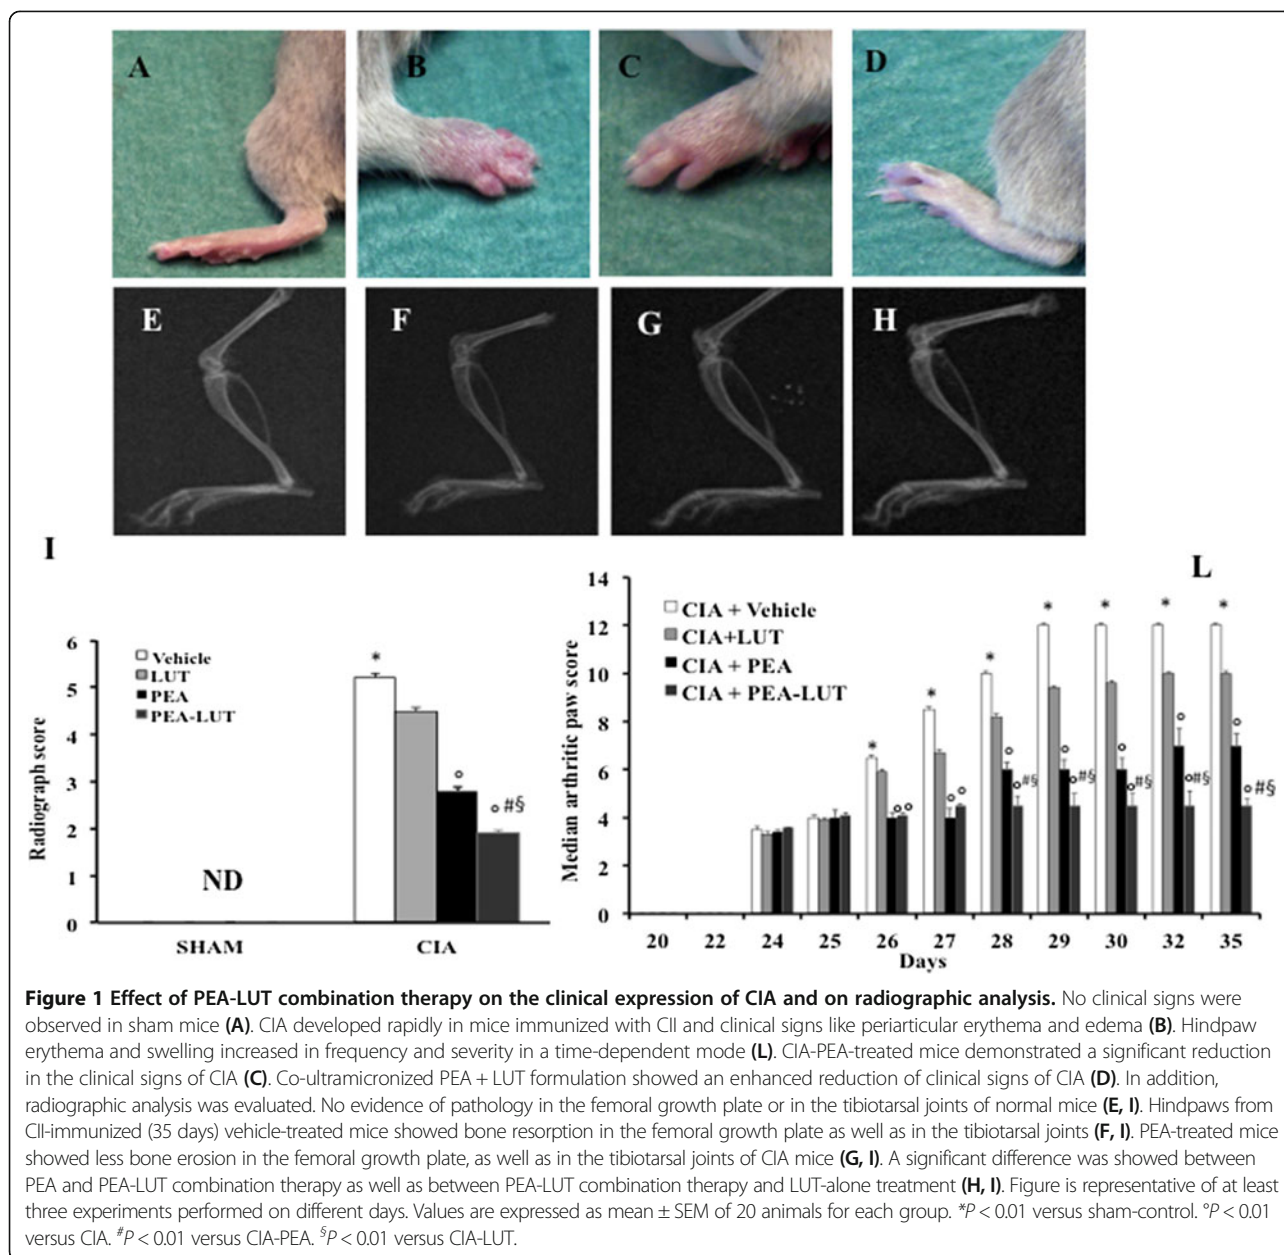 A
B
C
D
E
F
G
H
I
L
6
5
4
3
2
1
0
Radiograph score
Vehicle
LUT
PEA
PEA-LUT
*
°
° #§
ND
SHAM
CIA
14
12
10
8
6
4
2
0
Median arthritic paw score
CIA + Vehicle
CIA+LUT
CIA + PEA
CIA + PEA-LUT
* * * * * * *
° °
° °
° °#§
° °#§
° °#§
° °#§
° °#§
20 22 24 25 26 27 28 29 30 32 35
Days
Figure 1 Effect of PEA-LUT combination therapy on the clinical expression of CIA and on radiographic analysis. No clinical signs were
observed in sham mice (A). CIA developed rapidly in mice immunized with CII and clinical signs like periarticular erythema and edema (B). Hindpaw
erythema and swelling increased in frequency and severity in a time-dependent mode (L). CIA-PEA-treated mice demonstrated a significant reduction
in the clinical signs of CIA (C). Co-ultramicronized PEA + LUT formulation showed an enhanced reduction of clinical signs of CIA (D). In addition,
radiographic analysis was evaluated. No evidence of pathology in the femoral growth plate or in the tibiotarsal joints of normal mice (E, I). Hindpaws from
CII-immunized (35 days) vehicle-treated mice showed bone resorption in the femoral growth plate as well as in the tibiotarsal joints (F, I). PEA-treated mice
showed less bone erosion in the femoral growth plate, as well as in the tibiotarsal joints of CIA mice (G, I). A significant difference was showed between
PEA and PEA-LUT combination therapy as well as between PEA-LUT combination therapy and LUT-alone treatment (H, I). Figure is representative of at least
three experiments performed on different days. Values are expressed as mean ± SEM of 20 animals for each group. *P < 0.01 versus sham-control. °P < 0.01
versus CIA. #P < 0.01 versus CIA-PEA. §P < 0.01 versus CIA-LUT.